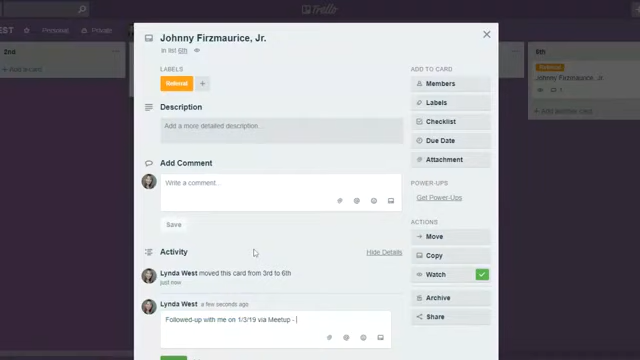 Trello
EST
Personal
Private
2nd
+ Add a card
6th
Johnny Firzmaurice, Jr.
+ Add another card
Johnny Firzmaurice, Jr.
in list 6th
LABELS
Referral
+
Description
Add a more detailed description...
Add Comment
Write a comment...
Save
Activity
Hide Details
Lynda West moved this card from 3rd to 6th
just now
Lynda West a few seconds ago
Followed-up with me on 1/3/19 via Meetup -
ADD TO CARD
Members
Labels
Checklist
Due Date
Attachment
POWER-UPS
Get Power-Ups
ACTIONS
Move
Copy
Watch
Archive
Share